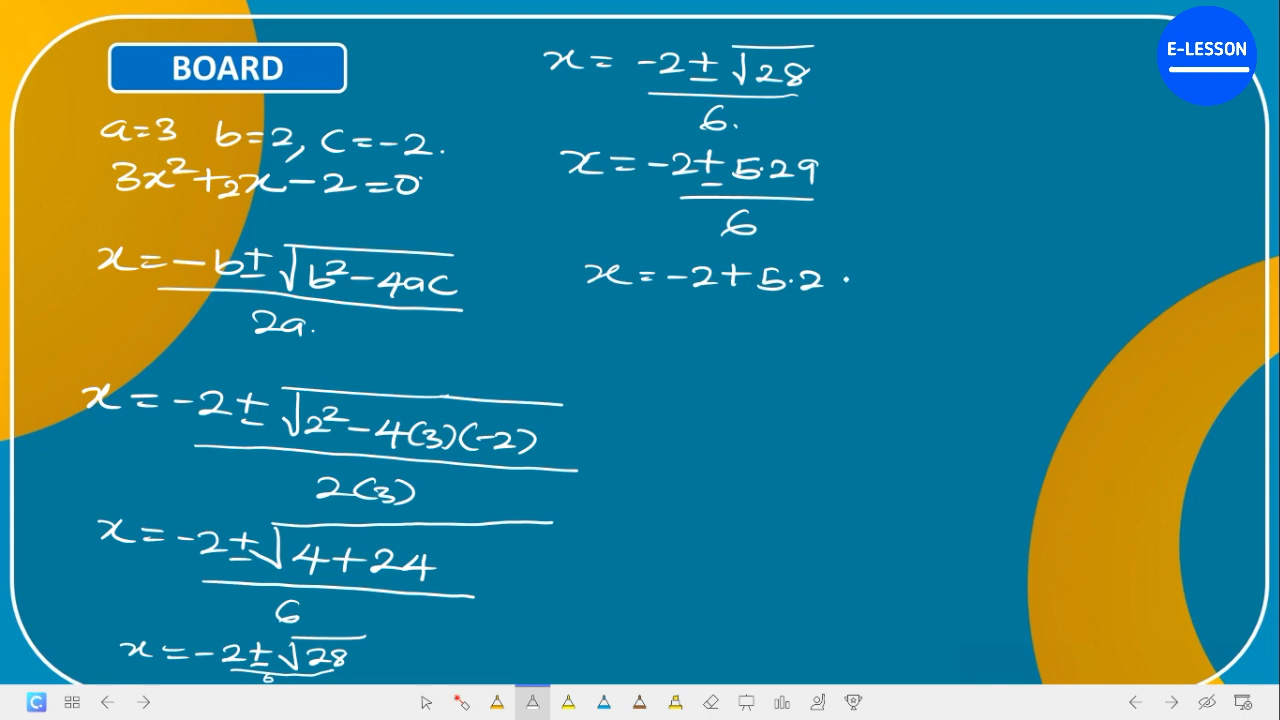 BOARD
E-LESSON
a=3 b=2, c=-2.
3x²+2x-2=0
x = -b±√b²-4ac
2a.
x = -2±√2²-4(3)(-2)
2(3)
x = -2±√4+24
6
x = -2±√28
6
x = -2±√28
6.
x = -2±5.29
6
x = -2+5.2